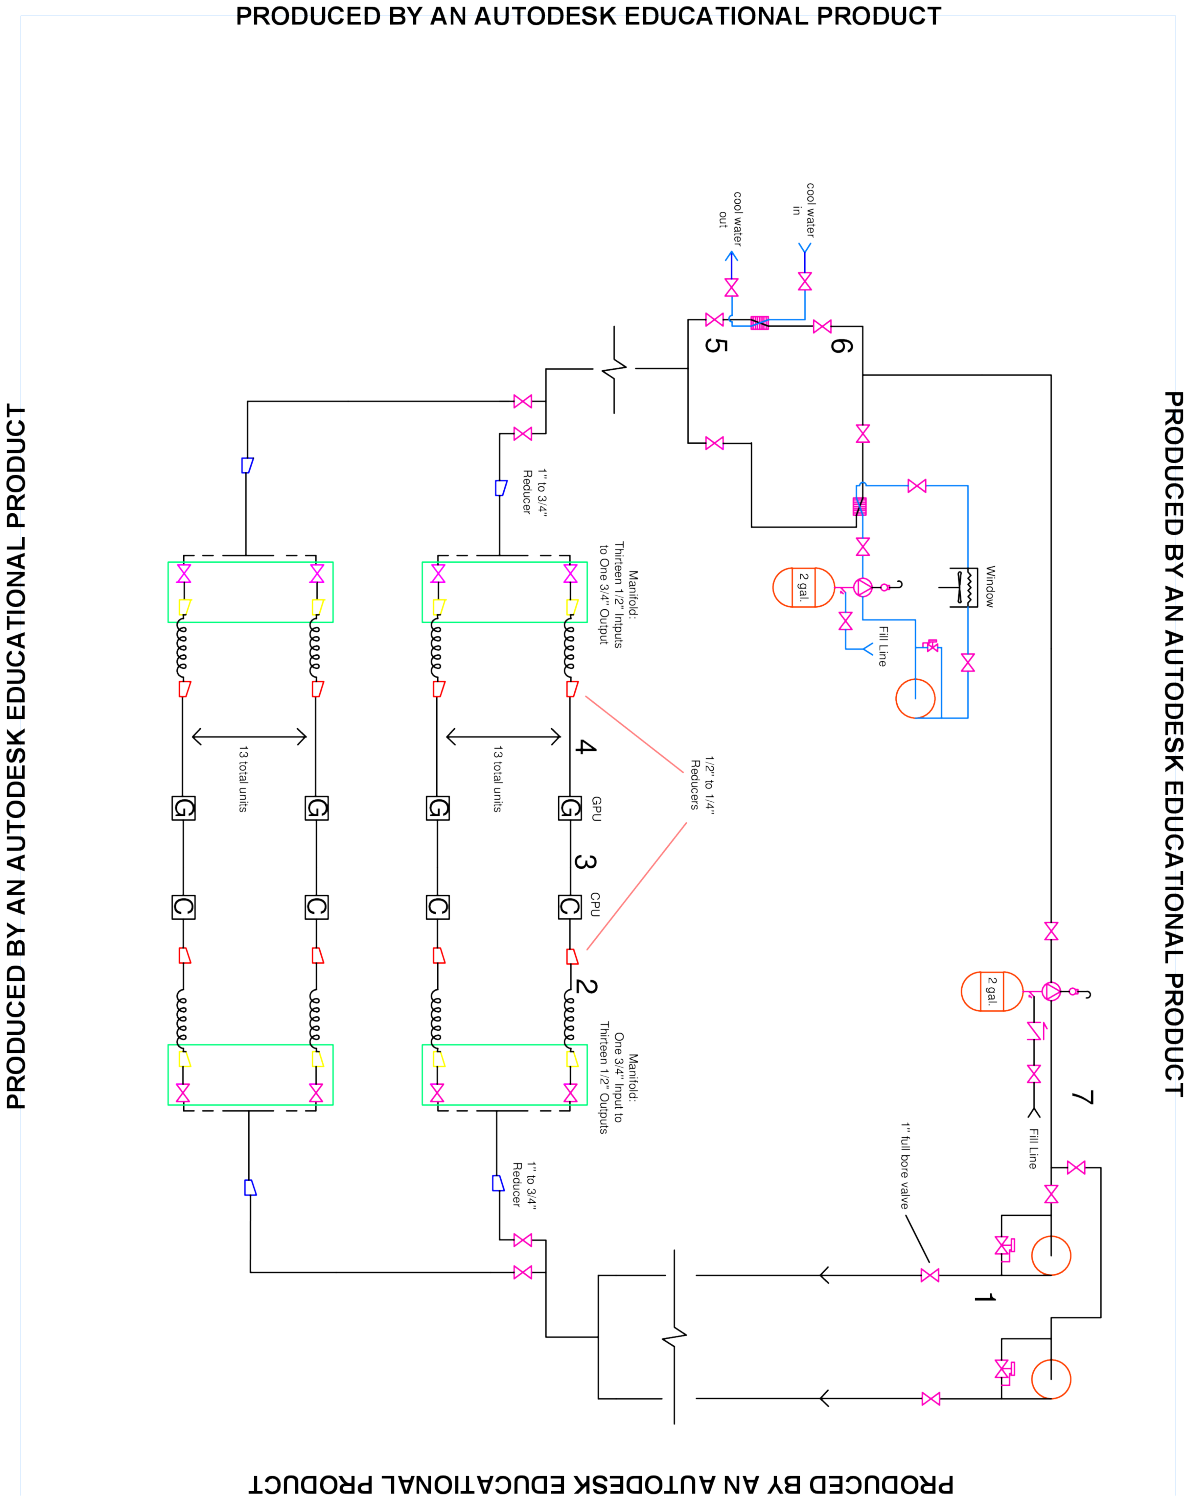 PRODUCED BY AN AUTODESK EDUCATIONAL PRODUCT
PRODUCED BY AN AUTODESK EDUCATIONAL PRODUCT
PRODUCED BY AN AUTODESK EDUCATIONAL PRODUCT
cool water
in
cool water
out
5
6
1" to 3/4"
Reducer
Manifold:
Thirteen 1/2" Intputs
to One 3/4" Output
Window
2 gal.
Fill Line
13 total units
13 total units
4
1/2" to 1/4"
Reducers
G
G
G
G
GPU
3
C
C
C
C
CPU
2
2 gal.
Manifold:
One 3/4" Input to
Thirteen 1/2" Outputs
7
Fill Line
1" to 3/4"
Reducer
1" full bore valve
1
PRODUCED BY AN AUTODESK EDUCATIONAL PRODUCT